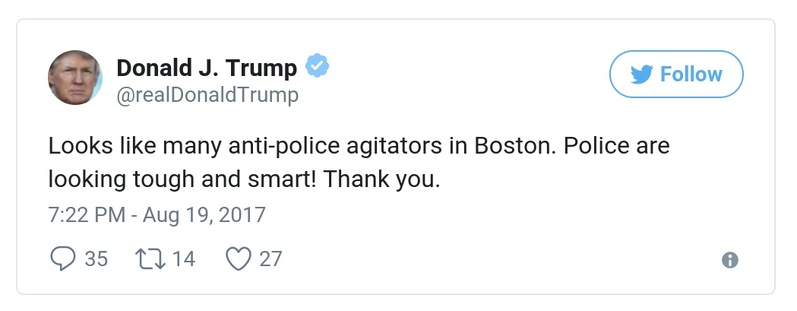 Donald J. Trump
@realDonaldTrump
Follow
Looks like many anti-police agitators in Boston. Police are
looking tough and smart! Thank you.
7:22 PM - Aug 19, 2017
35 14 27